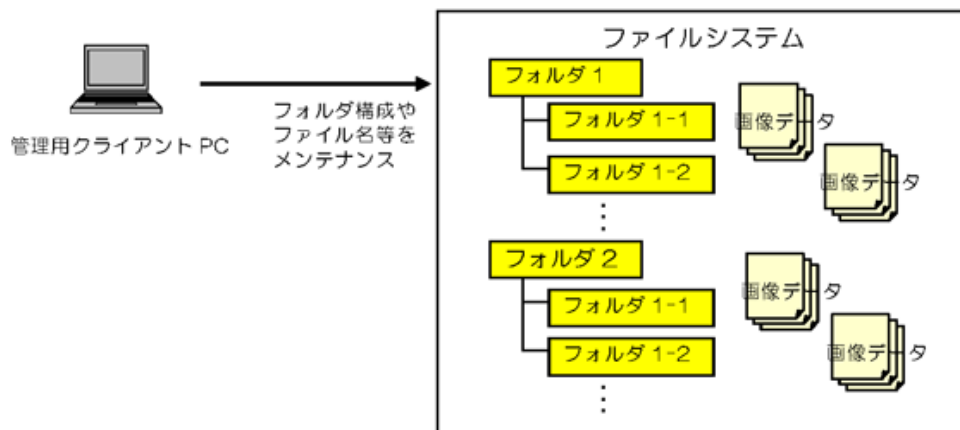 ファイルシステム
フォルダ 1
フォルダ 1-1
画像データ
フォルダ構成や
ファイル名等を
メンテナンス
管理用クライアント PC
フォルダ 1-2
画像データ
フォルダ 2
フォルダ 1-1
画像データ
フォルダ 1-2
画像データ